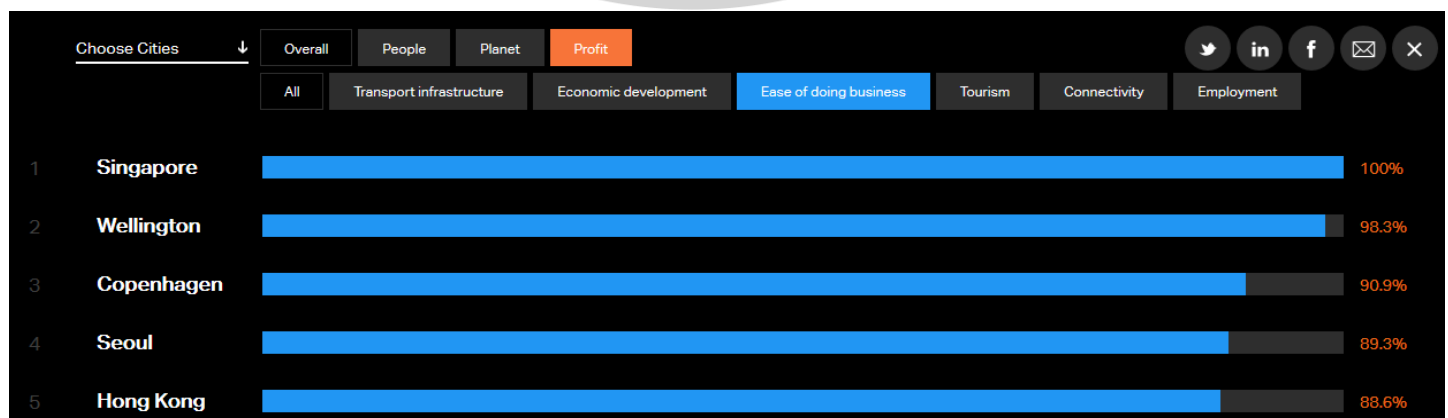 Choose Cities ↓ Overall People Planet Profit in f
All Transport infrastructure Economic development Ease of doing business Tourism Connectivity Employment
1 Singapore 100%
2 Wellington 98.3%
3 Copenhagen 90.9%
4 Seoul 89.3%
5 Hong Kong 88.6%